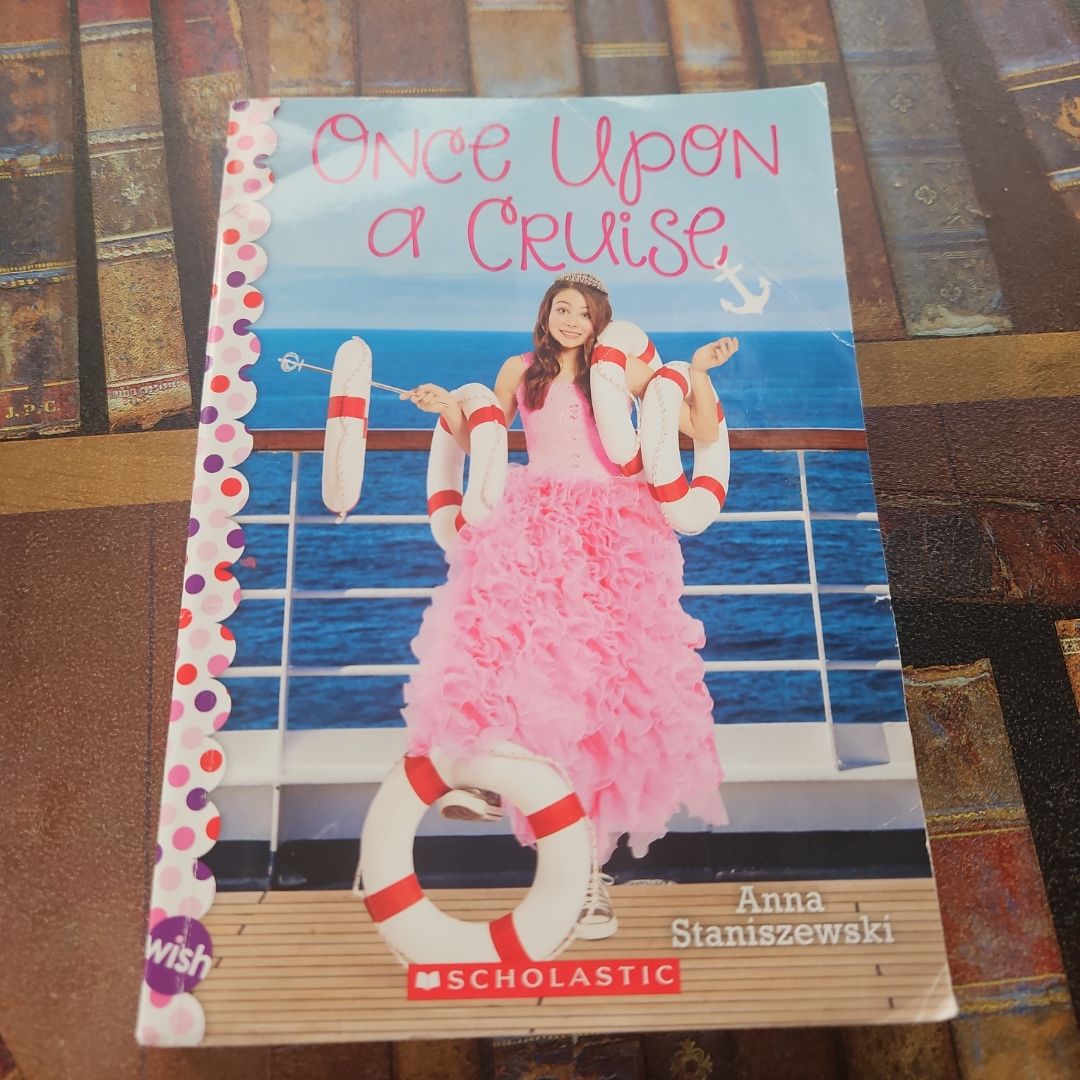 Once Upon
a Cruise
Anna
Staniszewski
wish
SCHOLASTIC
J.P.C.